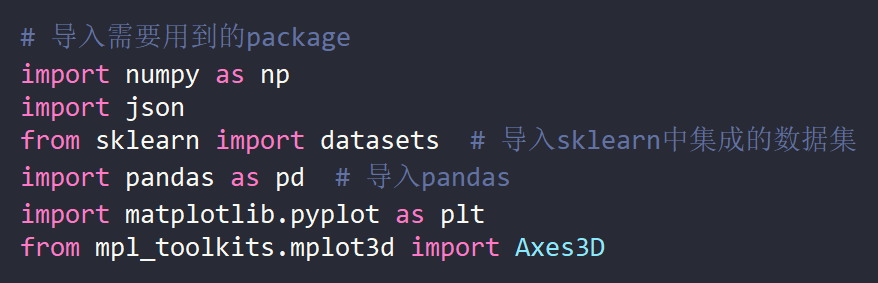 # 导入需要用到的package
import numpy as np
import json
from sklearn import datasets  # 导入sklearn中集成的数据集
import pandas as pd  # 导入pandas
import matplotlib.pyplot as plt
from mpl_toolkits.mplot3d import Axes3D